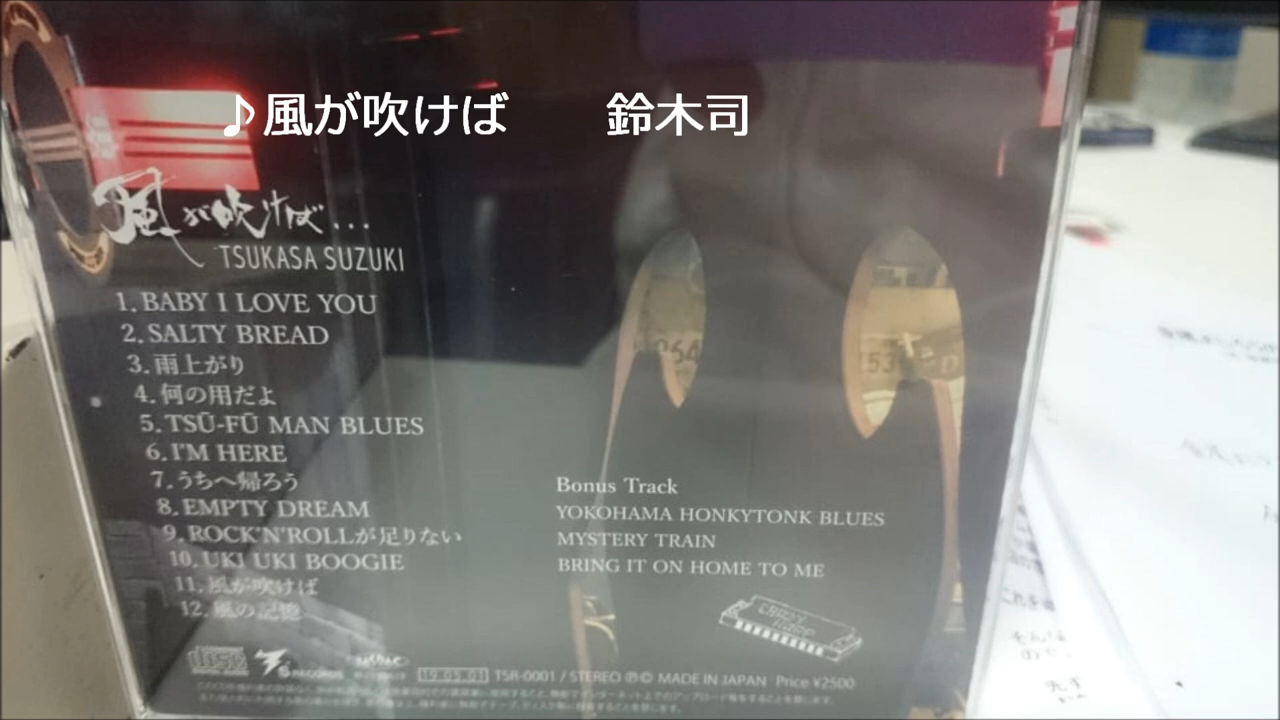 ♪風が吹けば 鈴木司
風が吹けば...
TSUKASA SUZUKI
1. BABY I LOVE YOU
2. SALTY BREAD
3. 雨上がり
4. 何の用だよ
5. TSŪ-FŪ MAN BLUES
6. I'M HERE
7. うちへ帰ろう
8. EMPTY DREAM
9. ROCK'N'ROLLが足りない
10. UKI UKI BOOGIE
11. 風が吹けば
12. 風の記憶
Bonus Track
YOKOHAMA HONKYTONK BLUES
MYSTERY TRAIN
BRING IT ON HOME TO ME
RECORDS
19.05.01 TSR-0001 / STEREO ℗© MADE IN JAPAN Price ¥2500